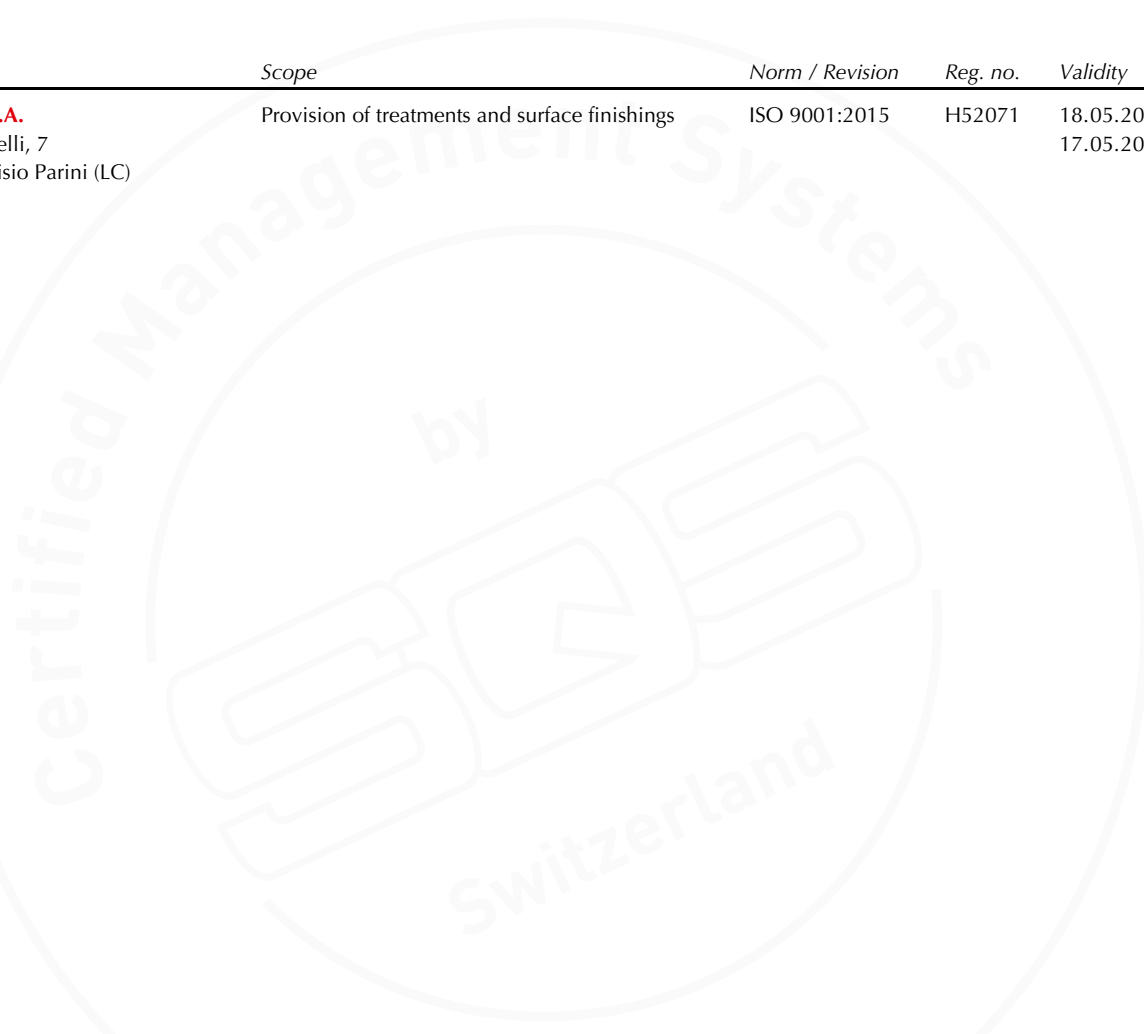 Scope Norm / Revision Reg. no. Validity
.A. Provision of treatments and surface finishings ISO 9001:2015 H52071 18.05.20
elli, 7 17.05.20
isio Parini (LC)
Certified Management Systems
by
SQS
Switzerland